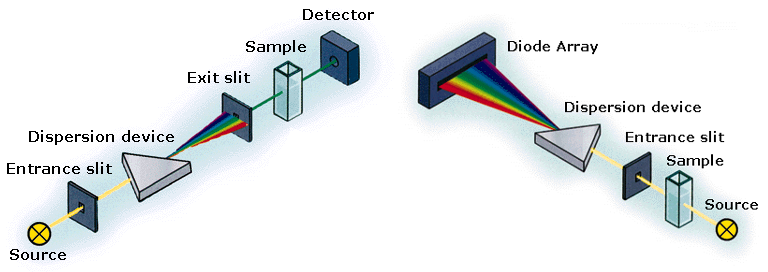 Detector
Sample
Exit slit
Dispersion device
Entrance slit
Source
Diode Array
Dispersion device
Entrance slit
Sample
Source